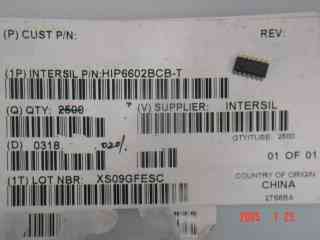 (P) CUST P/N: REV:
(1P) INTERSIL P/N:HIP6602BCB-T
(Q) QTY: 2500 (V) SUPPLIER: INTERSIL
QTY/TUBE: 2500
(D) 0318
01 OF 01
(1T) LOT NBR: XS09GFESC
COUNTRY OF ORIGIN
CHINA
2005 1 25